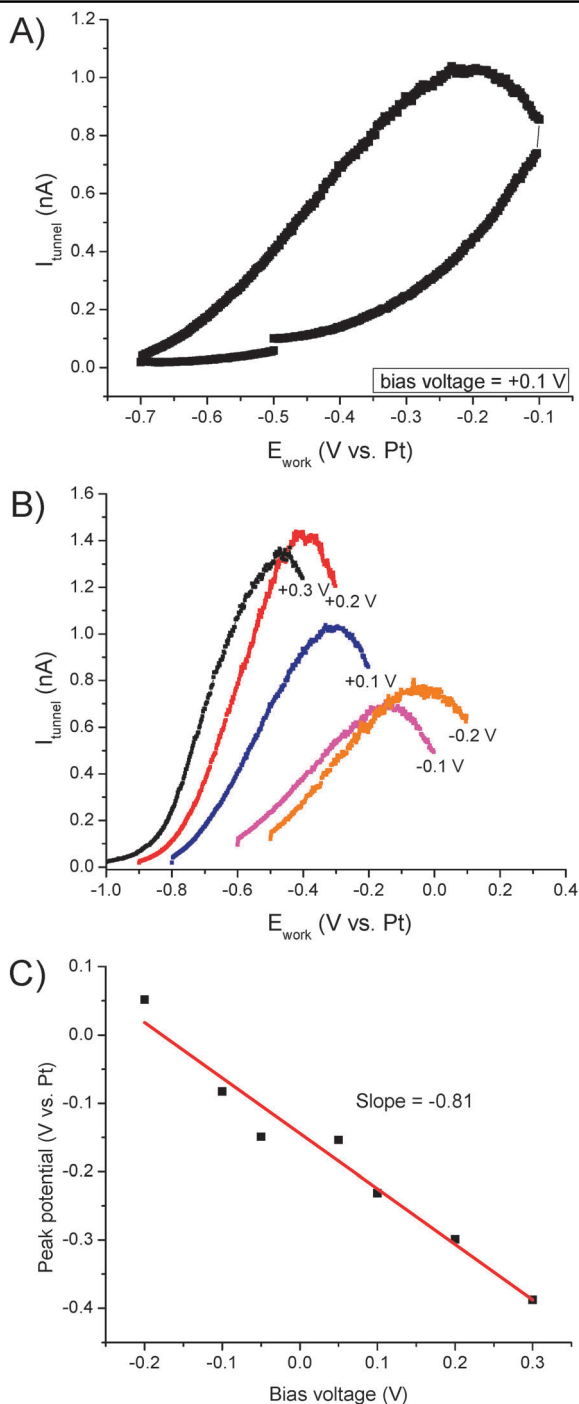 A)
1.2
1.0
0.8
0.6
0.4
0.2
0.0
I_tunnel (nA)
bias voltage = +0.1 V
-0.7 -0.6 -0.5 -0.4 -0.3 -0.2 -0.1
E_work (V vs. Pt)
B)
1.6
1.4
1.2
1.0
0.8
0.6
0.4
0.2
0.0
I_tunnel (nA)
+0.3 V
+0.2 V
+0.1 V
-0.2 V
-0.1 V
-1.0 -0.8 -0.6 -0.4 -0.2 0.0 0.2 0.4
E_work (V vs. Pt)
C)
0.1
0.0
-0.1
-0.2
-0.3
-0.4
Peak potential (V vs. Pt)
Slope = -0.81
-0.2 -0.1 0.0 0.1 0.2 0.3
Bias voltage (V)